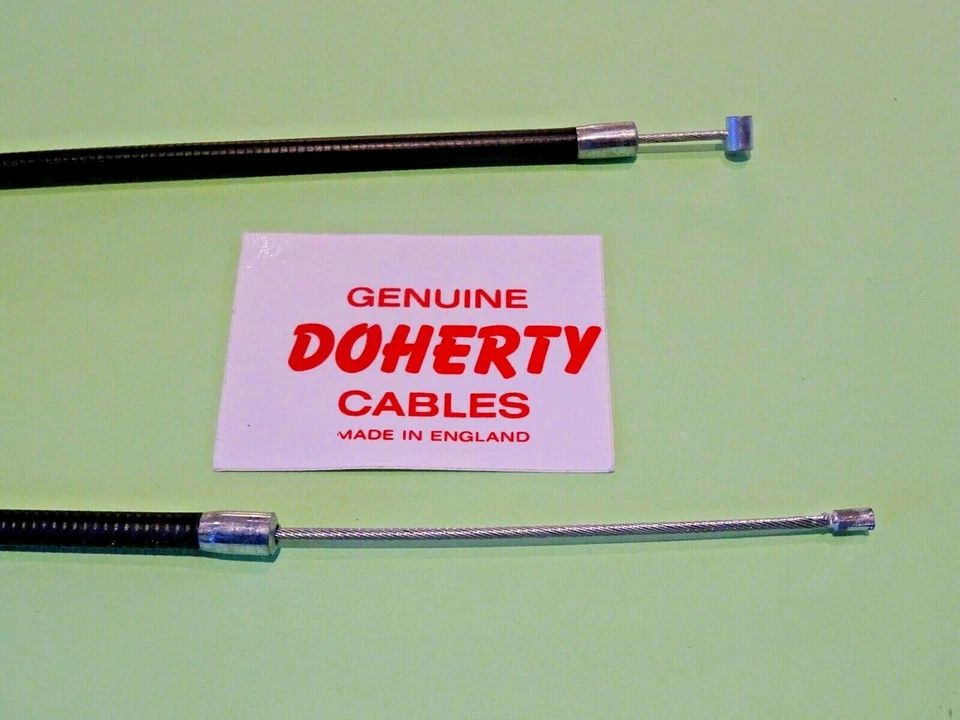 GENUINE
DOHERTY
CABLES
MADE IN ENGLAND